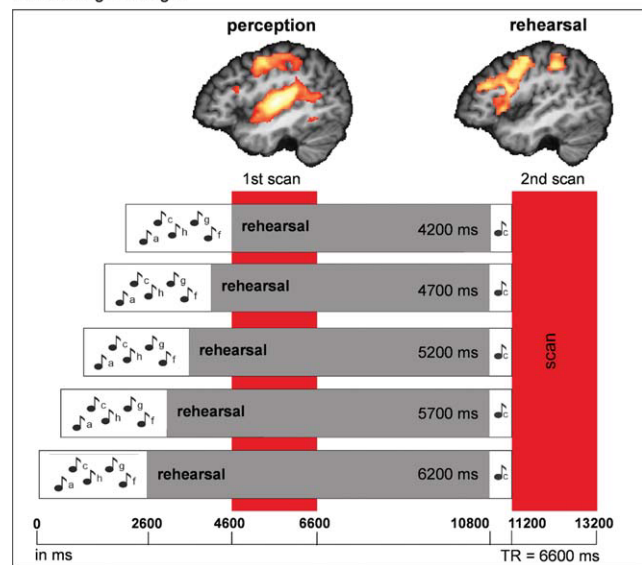 perception rehearsal
1st scan 2nd scan
c g a h f rehearsal 4200 ms c
c g a h f rehearsal 4700 ms c
c g a h f rehearsal 5200 ms c
c g a h f rehearsal 5700 ms c
c g a h f rehearsal 6200 ms c
scan
0 2600 4600 6600 10800 11200 13200
in ms TR = 6600 ms